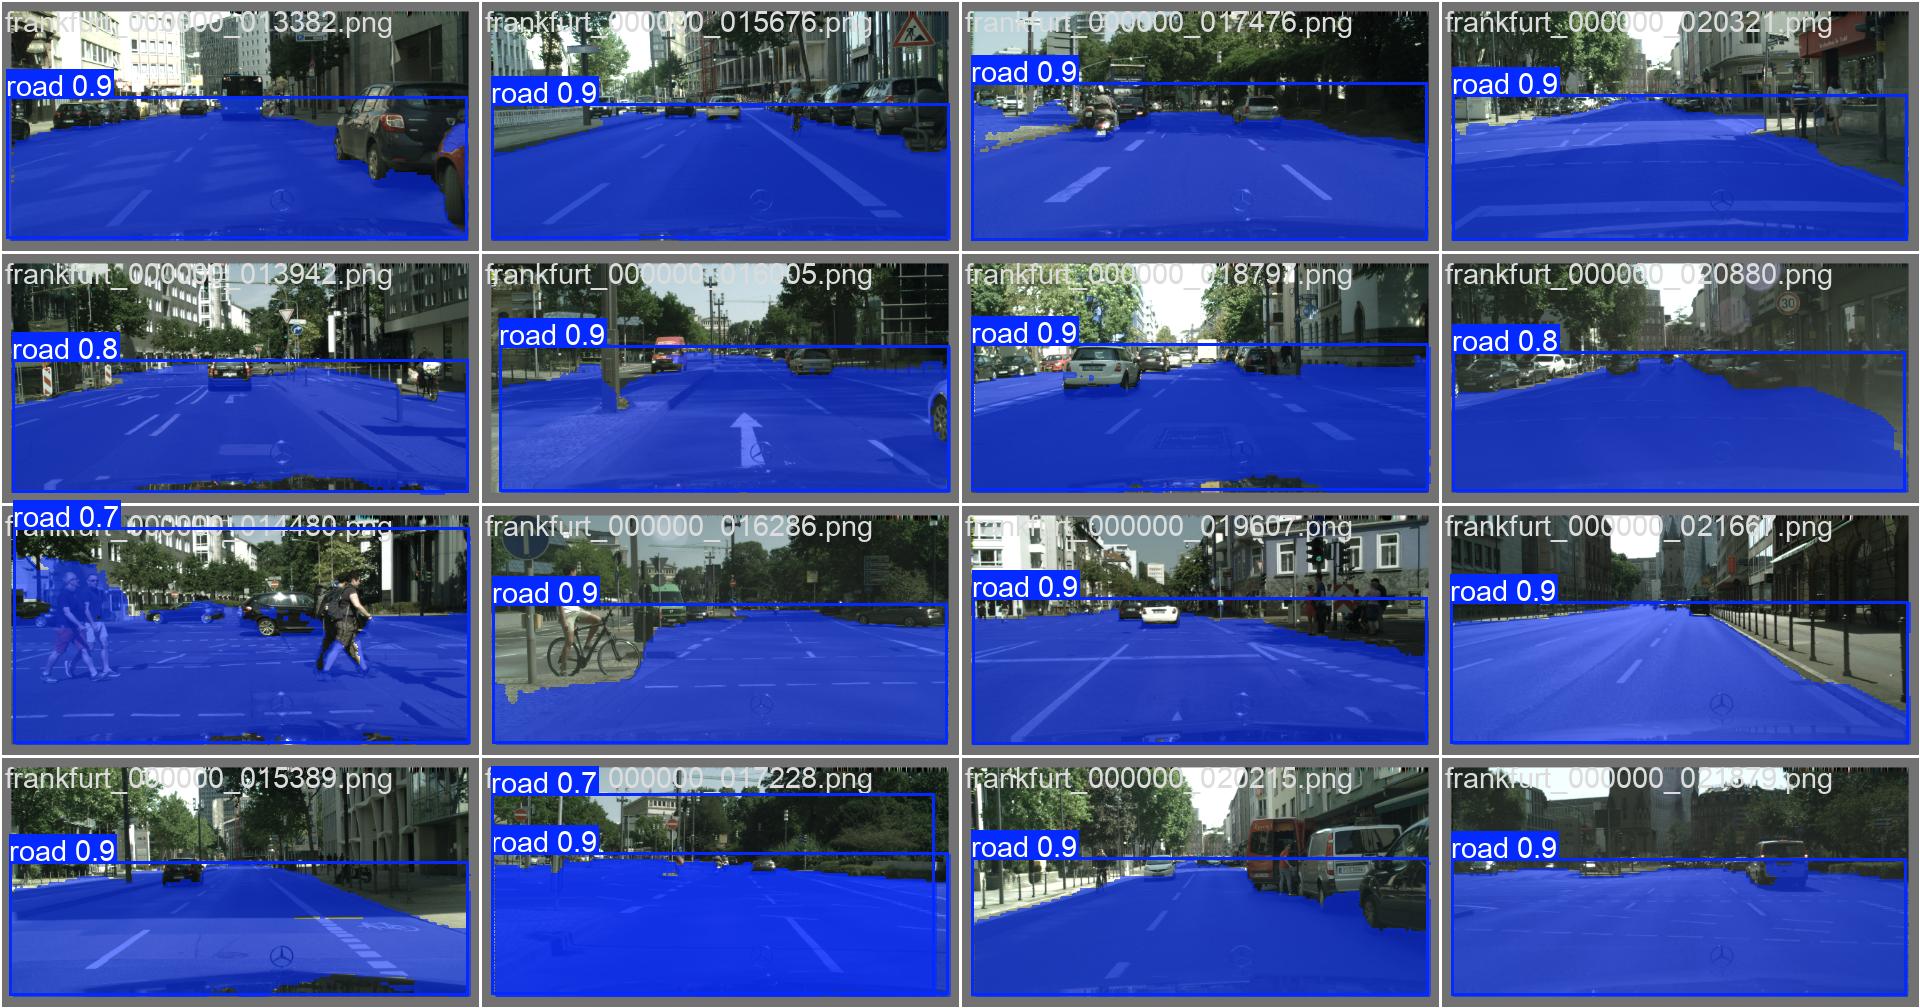 frankfurt_000000_013382.png
road 0.9
frankfurt_000000_015676.png
road 0.9
frankfurt_000000_017476.png
road 0.9
frankfurt_000000_020321.png
road 0.9
frankfurt_000000_013942.png
road 0.8
frankfurt_000000_016005.png
road 0.9
frankfurt_000000_018797.png
road 0.9
frankfurt_000000_020880.png
30
road 0.8
frankfurt_000000_014480.png
road 0.7
frankfurt_000000_016286.png
road 0.9
frankfurt_000000_019607.png
road 0.9
frankfurt_000000_021667.png
road 0.9
frankfurt_000000_015389.png
road 0.9
000000_017228.png
road 0.7
road 0.9
frankfurt_000000_020215.png
road 0.9
frankfurt_000000_021879.png
road 0.9